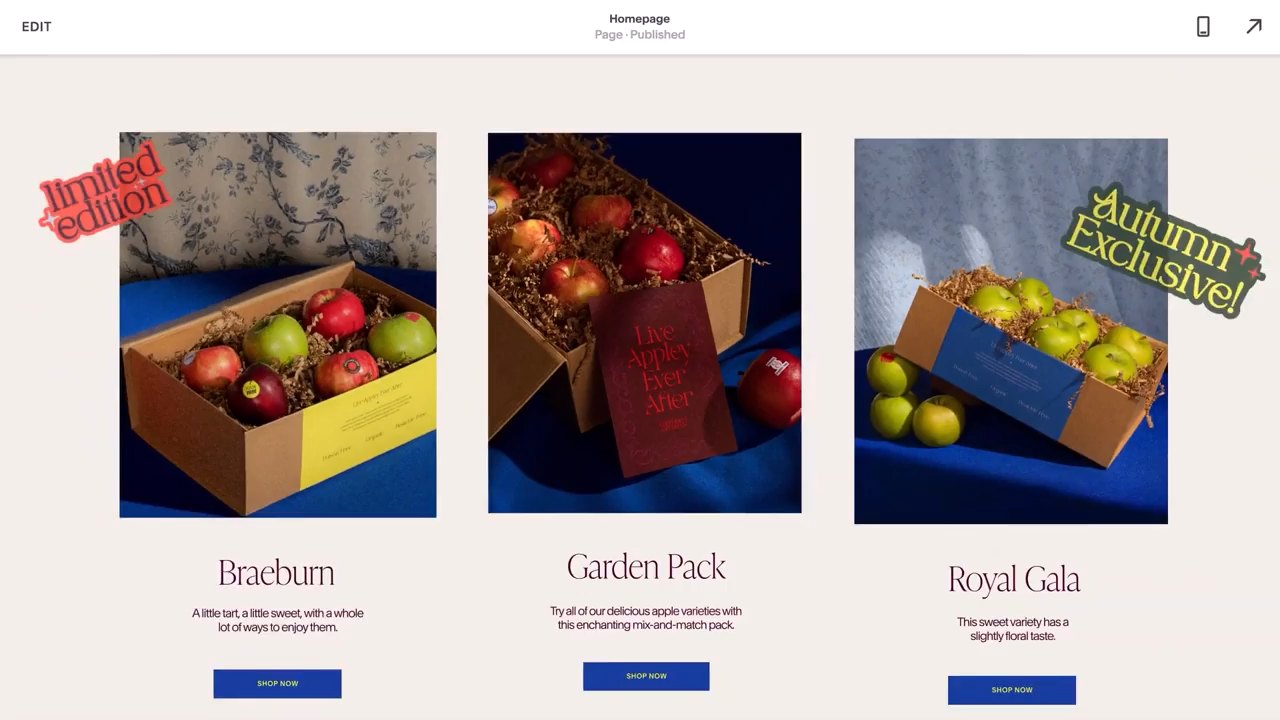 EDIT
Homepage
Page · Published
limited
edition
Live
Appley
Ever
After
Autumn
Exclusive!
Braeburn
A little tart, a little sweet, with a whole
lot of ways to enjoy them.
SHOP NOW
Garden Pack
Try all of our delicious apple varieties with
this enchanting mix-and-match pack.
SHOP NOW
Royal Gala
This sweet variety has a
slightly floral taste.
SHOP NOW